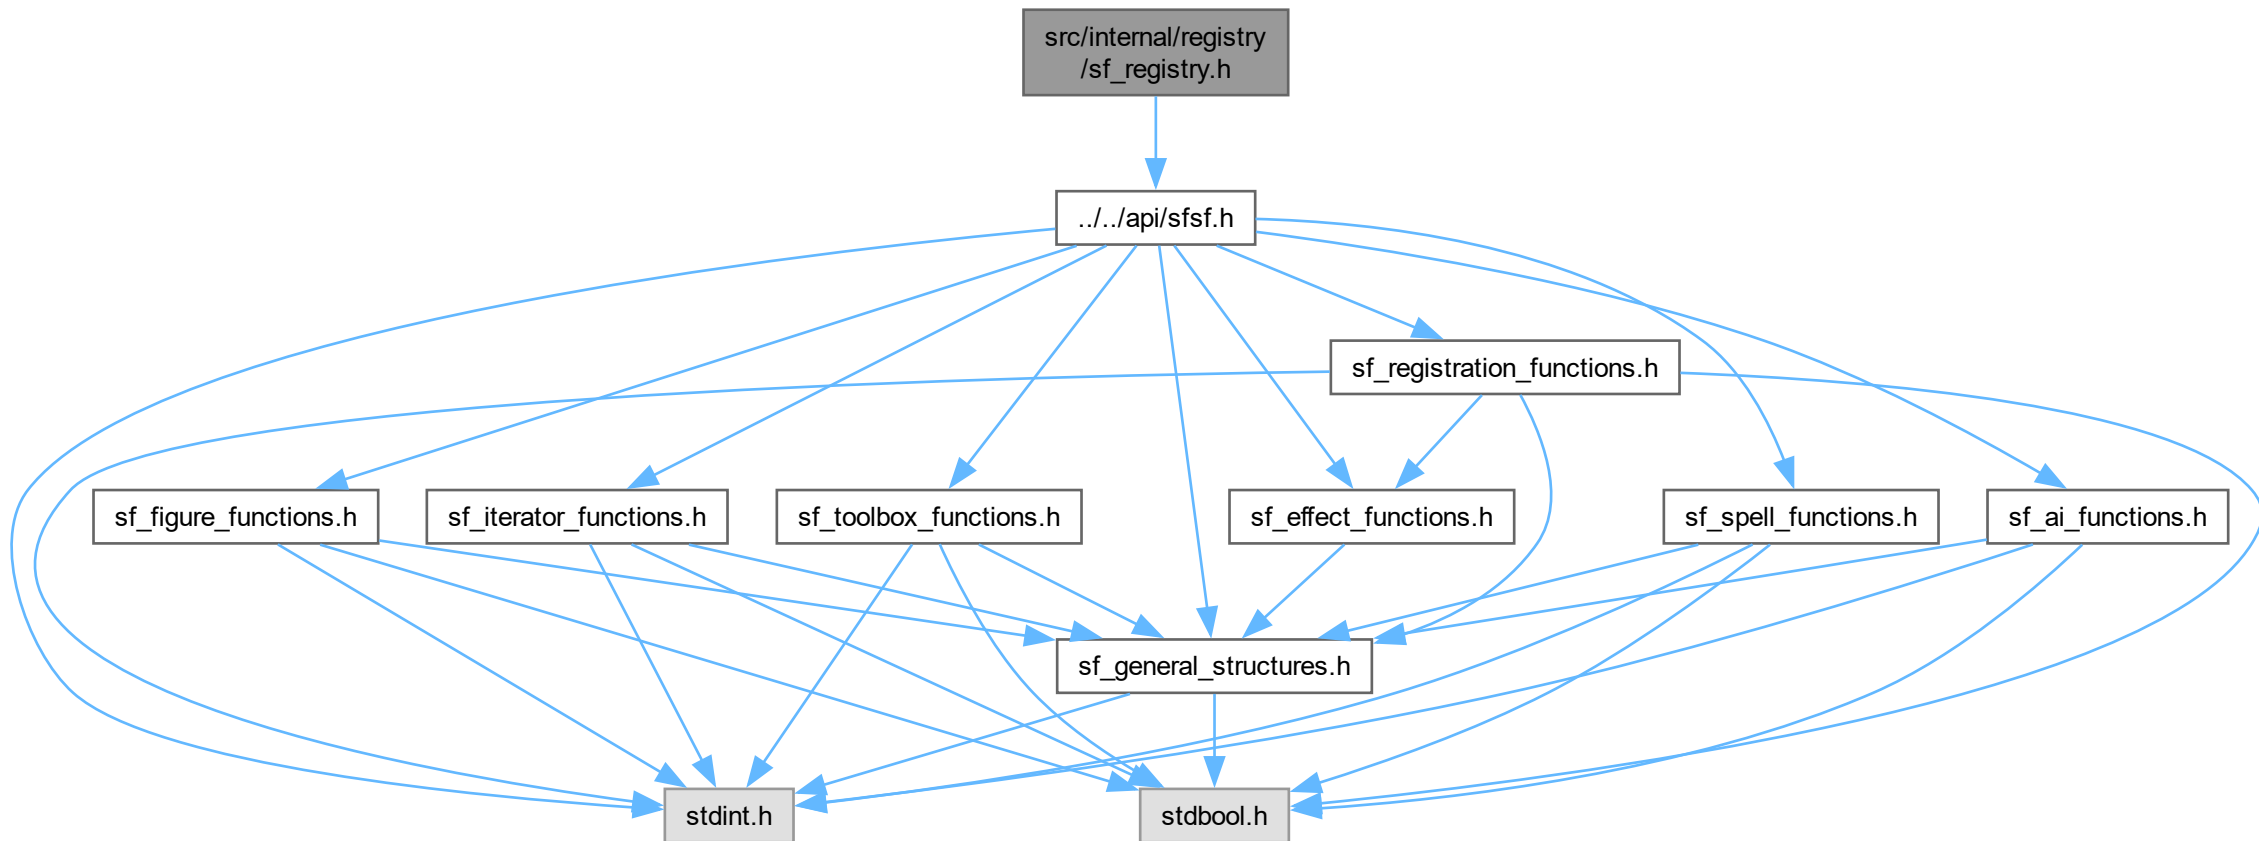 src/internal/registry
/sf_registry.h
../../api/sfsf.h
sf_registration_functions.h
sf_figure_functions.h
sf_iterator_functions.h
sf_toolbox_functions.h
sf_effect_functions.h
sf_spell_functions.h
sf_ai_functions.h
sf_general_structures.h
stdint.h
stdbool.h